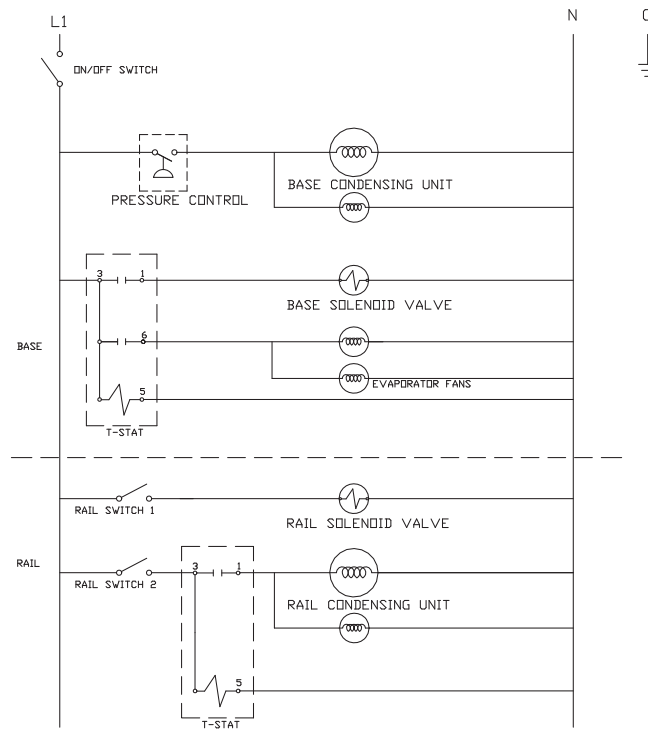 L1
N
ON/OFF SWITCH
BASE CONDENSING UNIT
PRESSURE CONTROL
3
1
BASE SOLENOID VALVE
6
BASE
EVAPORATOR FANS
5
T-STAT
RAIL SWITCH 1
RAIL SOLENOID VALVE
RAIL
3
1
RAIL SWITCH 2
RAIL CONDENSING UNIT
5
T-STAT